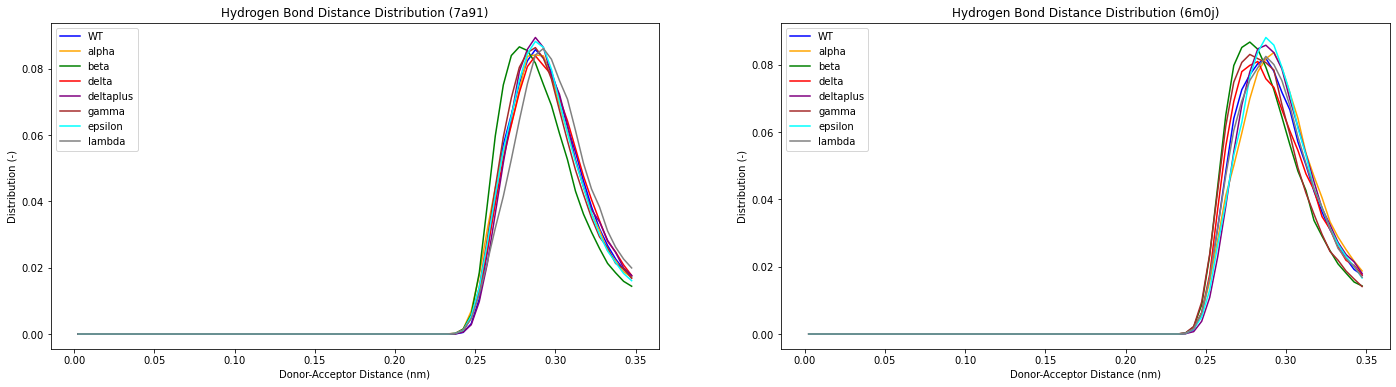 Hydrogen Bond Distance Distribution (7a91)
WT
alpha
beta
delta
deltaplus
gamma
epsilon
lambda
Distribution (-)
0.08
0.06
0.04
0.02
0.00
0.00 0.05 0.10 0.15 0.20 0.25 0.30 0.35
Donor-Acceptor Distance (nm)
Hydrogen Bond Distance Distribution (6m0j)
WT
alpha
beta
delta
deltaplus
gamma
epsilon
lambda
Distribution (-)
0.08
0.06
0.04
0.02
0.00
0.00 0.05 0.10 0.15 0.20 0.25 0.30 0.35
Donor-Acceptor Distance (nm)